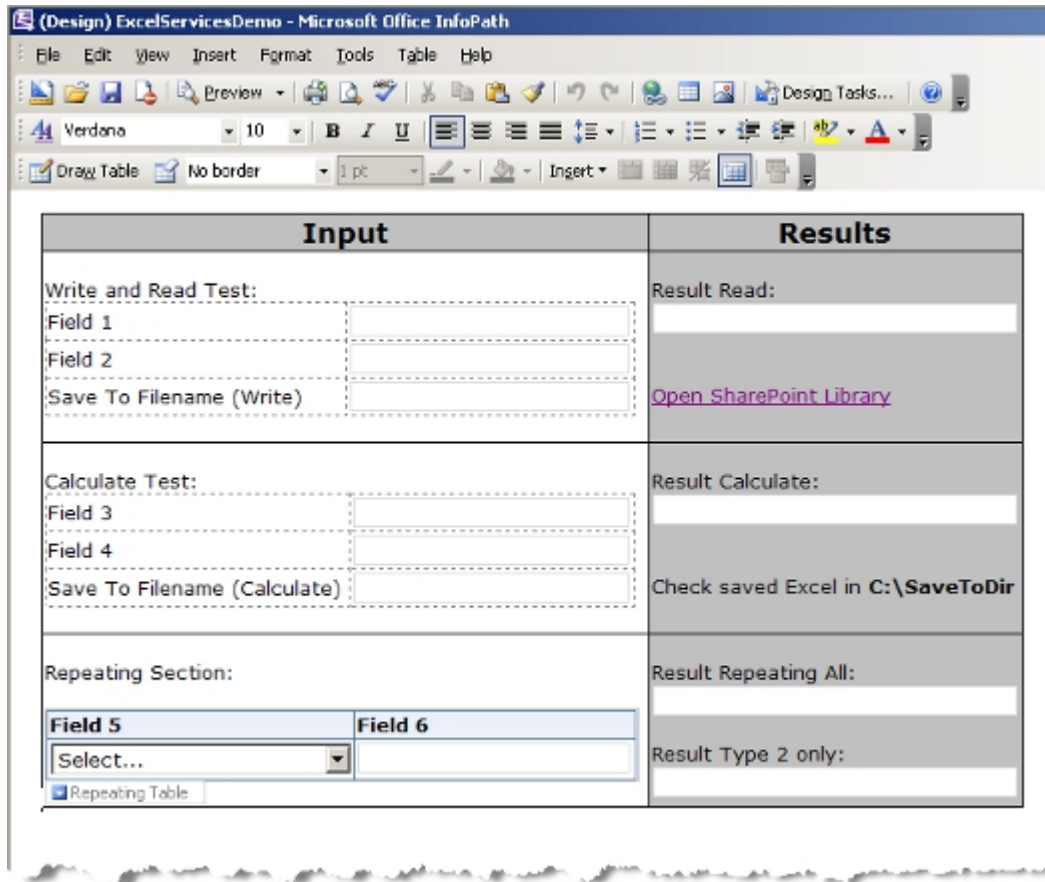 (Design) ExcelServicesDemo - Microsoft Office InfoPath
File Edit View Insert Format Tools Table Help
Preview Design Tasks...
Verdana 10 B I U
Draw Table No border 1 pt Insert
Input Results
Write and Read Test: Result Read:
Field 1
Field 2
Save To Filename (Write) Open SharePoint Library
Calculate Test: Result Calculate:
Field 3
Field 4
Save To Filename (Calculate) Check saved Excel in C:\SaveToDir
Repeating Section: Result Repeating All:
Field 5 Field 6
Select... Result Type 2 only:
Repeating Table